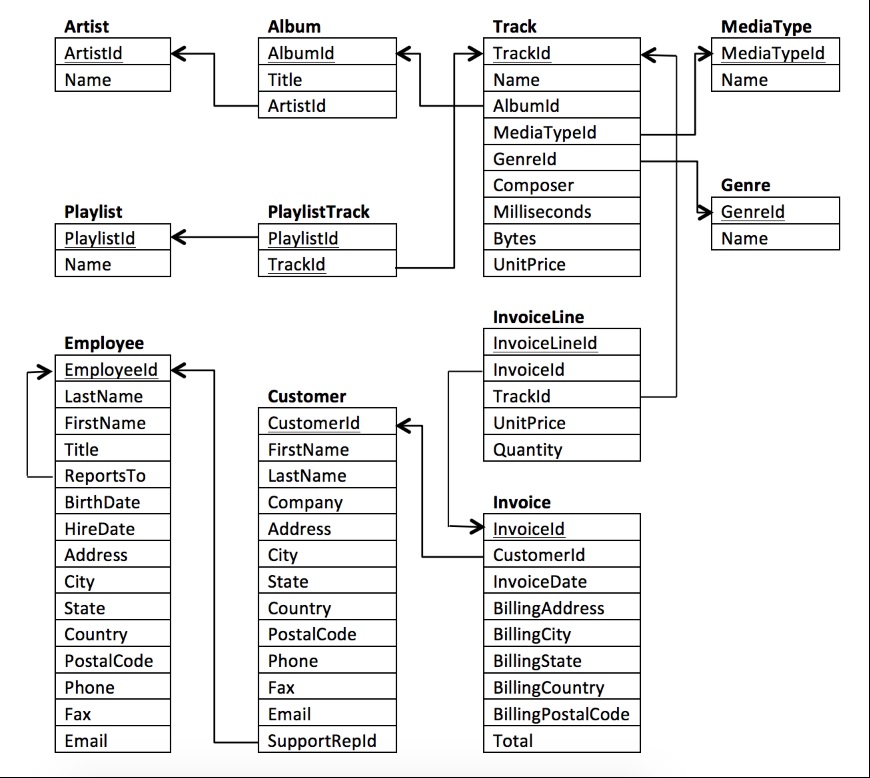 Artist
ArtistId
Name
Album
AlbumId
Title
ArtistId
Track
TrackId
Name
AlbumId
MediaTypeId
GenreId
Composer
Milliseconds
Bytes
UnitPrice
MediaType
MediaTypeId
Name
Genre
GenreId
Name
Playlist
PlaylistId
Name
PlaylistTrack
PlaylistId
TrackId
Employee
EmployeeId
LastName
FirstName
Title
ReportsTo
BirthDate
HireDate
Address
City
State
Country
PostalCode
Phone
Fax
Email
Customer
CustomerId
FirstName
LastName
Company
Address
City
State
Country
PostalCode
Phone
Fax
Email
SupportRepId
InvoiceLine
InvoiceLineId
InvoiceId
TrackId
UnitPrice
Quantity
Invoice
InvoiceId
CustomerId
InvoiceDate
BillingAddress
BillingCity
BillingState
BillingCountry
BillingPostalCode
Total